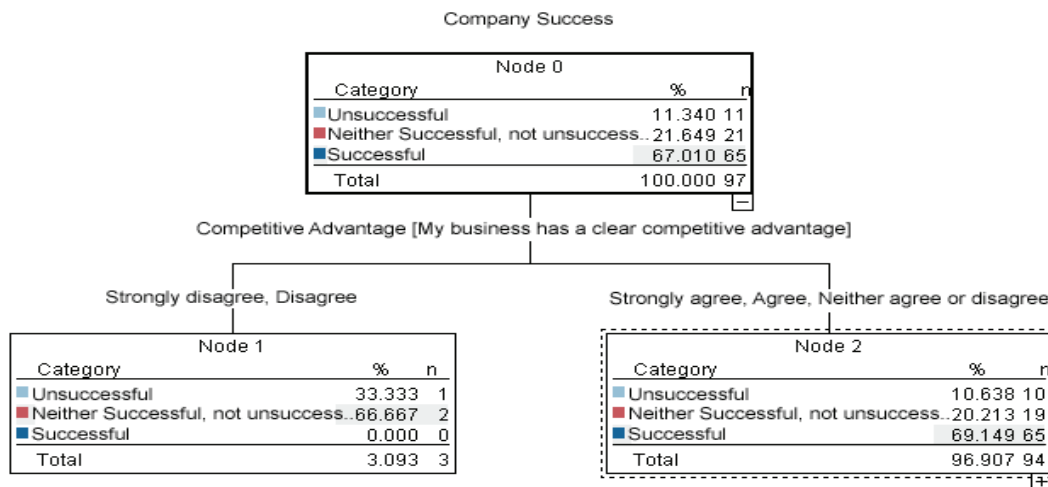 Company Success
Node 0
Category % n
Unsuccessful 11.340 11
Neither Successful, not unsuccess.. 21.649 21
Successful 67.010 65
Total 100.000 97
Competitive Advantage [My business has a clear competitive advantage]
Strongly disagree, Disagree
Strongly agree, Agree, Neither agree or disagree
Node 1
Category % n
Unsuccessful 33.333 1
Neither Successful, not unsuccess.. 66.667 2
Successful 0.000 0
Total 3.093 3
Node 2
Category % n
Unsuccessful 10.638 10
Neither Successful, not unsuccess.. 20.213 19
Successful 69.149 65
Total 96.907 94